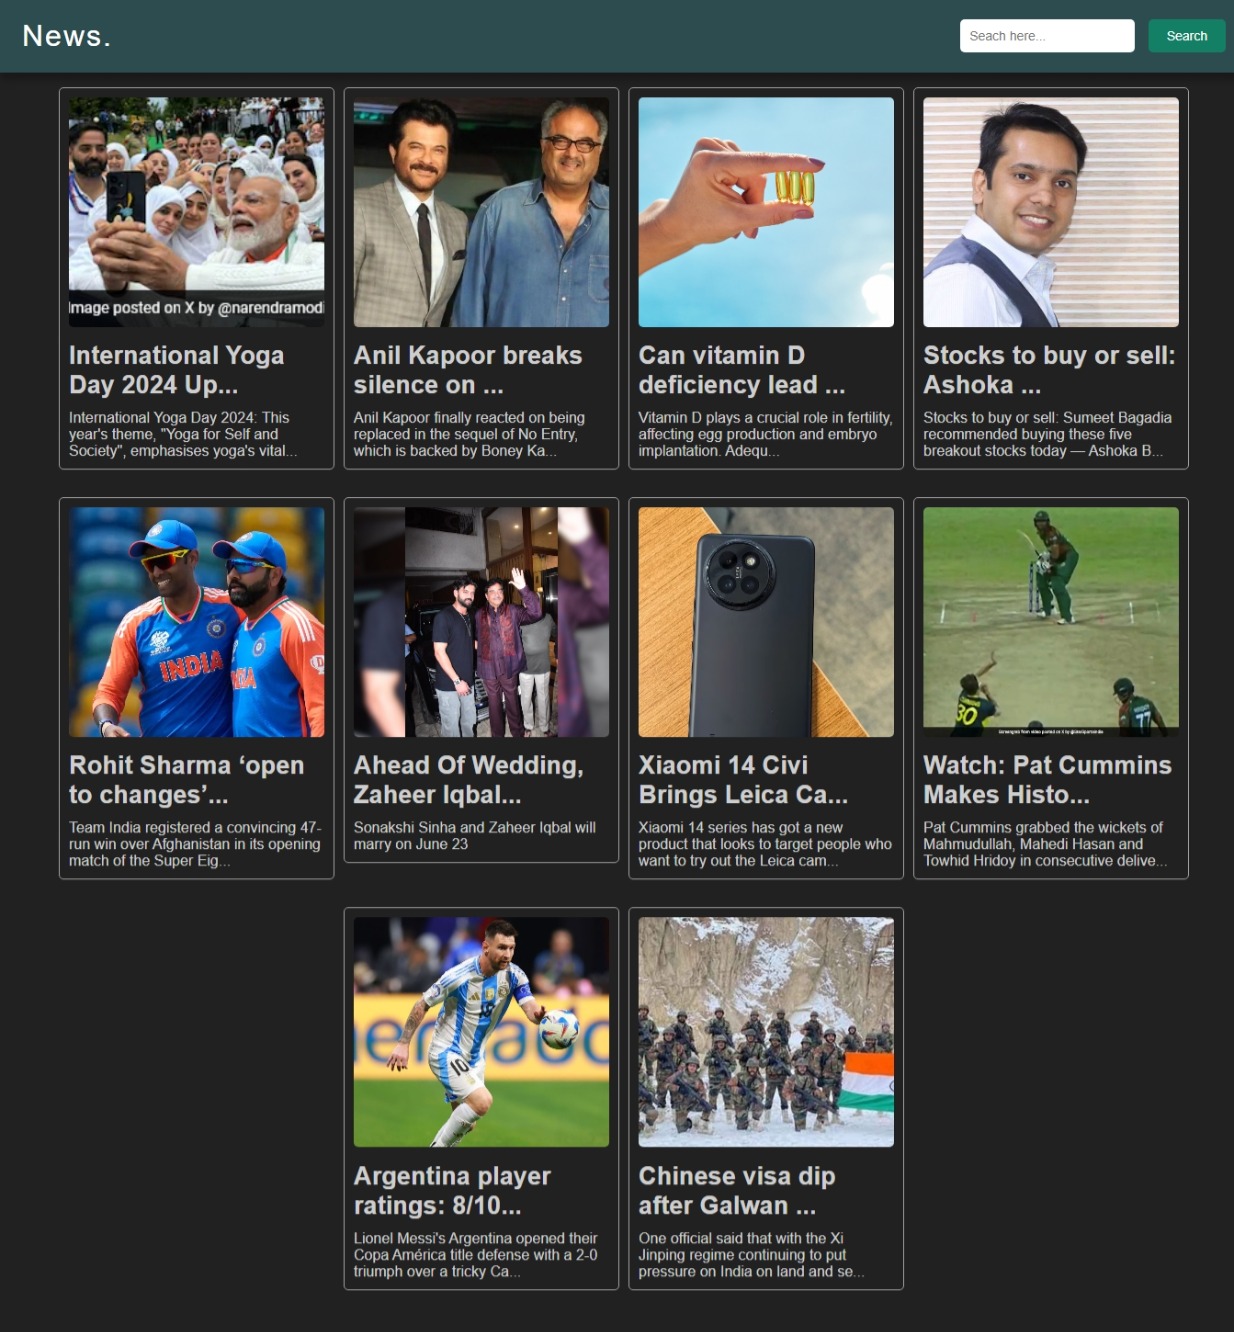 News.
Seach here...
Search
mage posted on X by @narendramodi
International Yoga
Day 2024 Up...
International Yoga Day 2024: This
year's theme, "Yoga for Self and
Society", emphasises yoga's vital...
Anil Kapoor breaks
silence on ...
Anil Kapoor finally reacted on being
replaced in the sequel of No Entry,
which is backed by Boney Ka...
Can vitamin D
deficiency lead ...
Vitamin D plays a crucial role in fertility,
affecting egg production and embryo
implantation. Adequ...
Stocks to buy or sell:
Ashoka ...
Stocks to buy or sell: Sumeet Bagadia
recommended buying these five
breakout stocks today — Ashoka B...
INDIA
Rohit Sharma ‘open
to changes’...
Team India registered a convincing 47-
run win over Afghanistan in its opening
match of the Super Eig...
Ahead Of Wedding,
Zaheer Iqbal...
Sonakshi Sinha and Zaheer Iqbal will
marry on June 23
Xiaomi 14 Civi
Brings Leica Ca...
Xiaomi 14 series has got a new
product that looks to target people who
want to try out the Leica cam...
30
77
Watch: Pat Cummins
Makes Histo...
Pat Cummins grabbed the wickets of
Mahmudullah, Mahedi Hasan and
Towhid Hridoy in consecutive delive...
10
Argentina player
ratings: 8/10...
Lionel Messi's Argentina opened their
Copa América title defense with a 2-0
triumph over a tricky Ca...
Chinese visa dip
after Galwan ...
One official said that with the Xi
Jinping regime continuing to put
pressure on India on land and se...